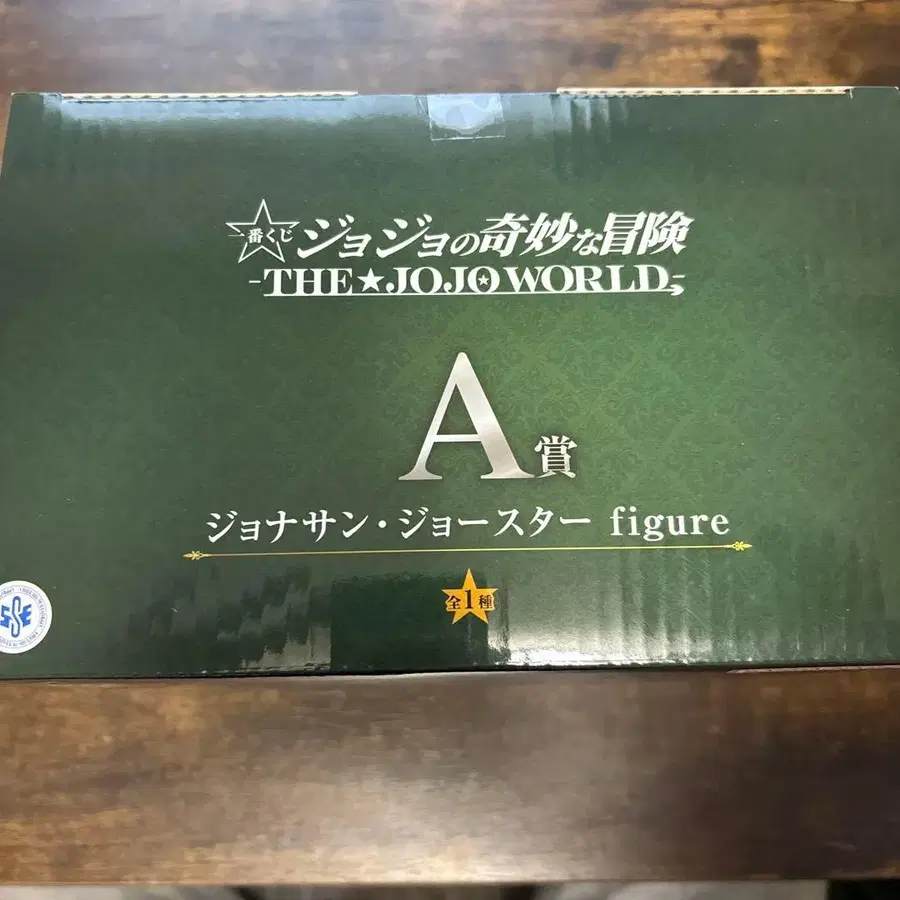 一番くじ ジョジョの奇妙な冒険
-THE★JOJO WORLD-
A賞
ジョナサン・ジョースター figure
全1種